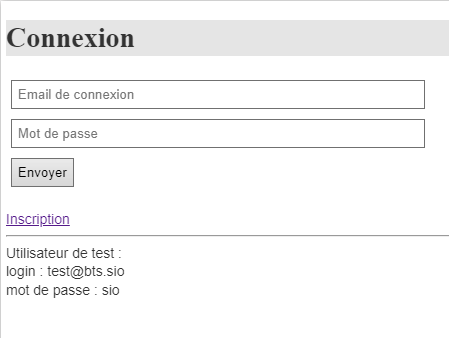 Connexion
Email de connexion
Mot de passe
Envoyer
Inscription
Utilisateur de test :
login : test@bts.sio
mot de passe : sio